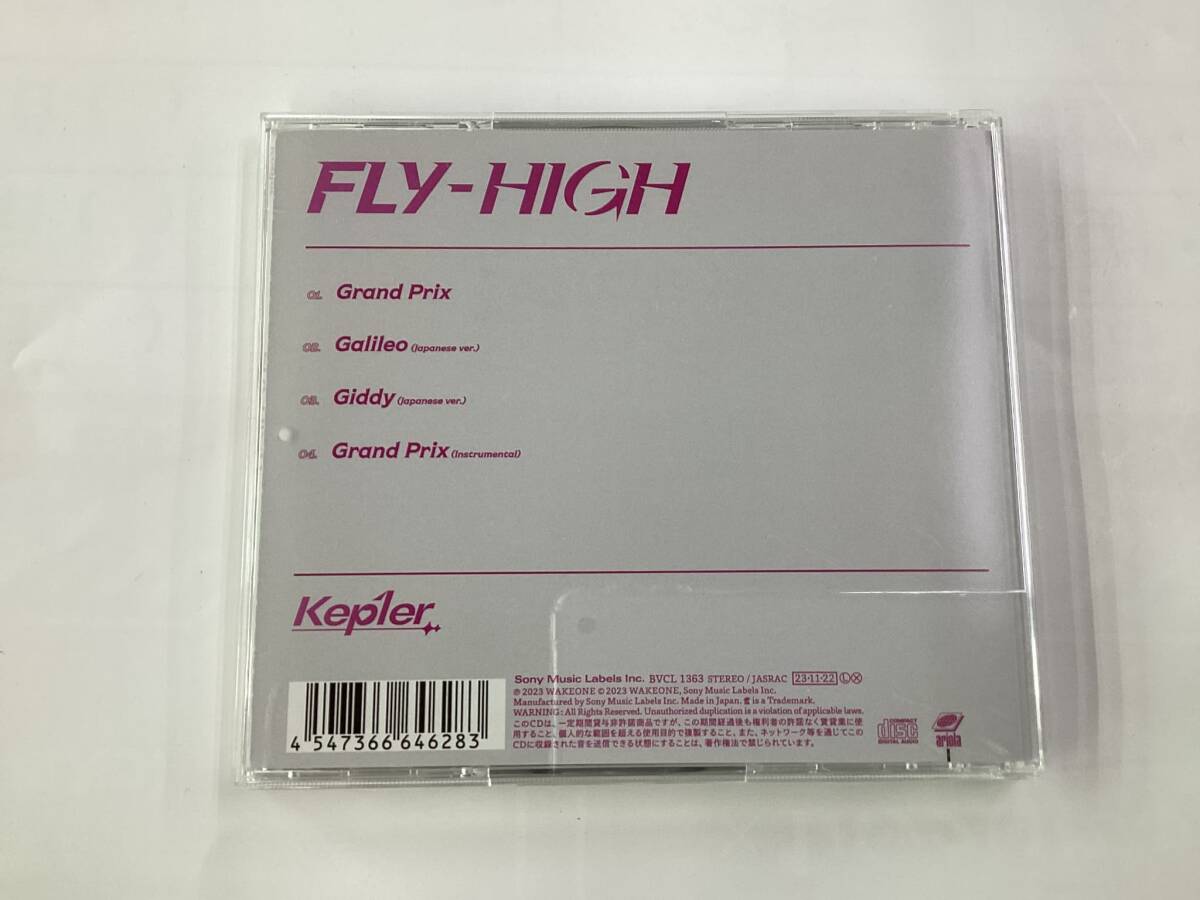 FLY-HIGH
01. Grand Prix
02. Galileo (Japanese ver.)
03. Giddy (Japanese ver.)
04. Grand Prix (Instrumental)
Kep1er
Sony Music Labels Inc. BVCL 1363 STEREO / JASRAC 23・11・22 Ⓛ Ⓧ
℗ 2023 WAKEONE © 2023 WAKEONE, Sony Music Labels Inc.
Manufactured by Sony Music Labels Inc. Made in Japan. is a Trademark.
WARNING: All Rights Reserved. Unauthorized duplication is a violation of applicable laws.
このCDは、一定期間貸与非許諾商品ですが、この期間経過後も権利者の許諾なく賃貸業に
使用すること、個人的な範囲を超える使用目的で複製すること、また、ネットワーク等を通じてこの
CDに収録された音を送信できる状態にすることは、著作権法で禁じられています。
4 547366 646283
COMPACT
disc
DIGITAL AUDIO
ariola